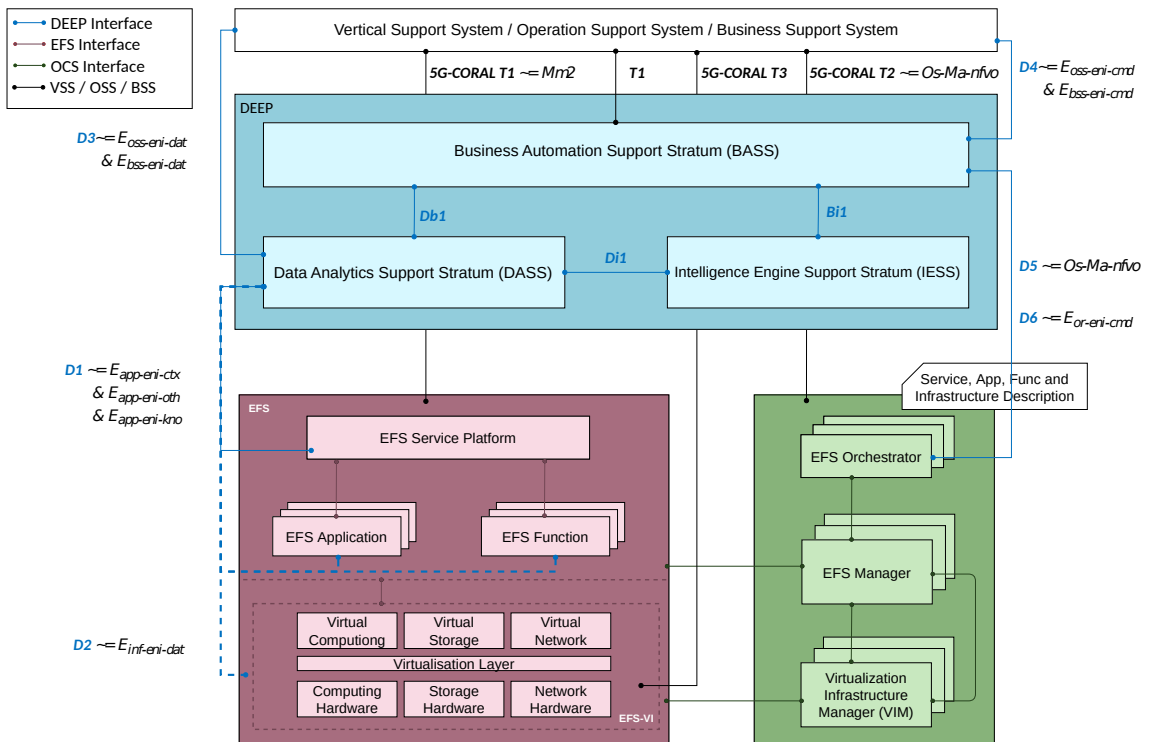 DEEP Interface
EFS Interface
OCS Interface
VSS / OSS / BSS
Vertical Support System / Operation Support System / Business Support System
5G-CORAL T1 ~= Mm2
T1
5G-CORAL T3
5G-CORAL T2 ~= Os-Ma-nfvo
D4 ~= Eoss-eni-cmd
& Ebss-eni-cmd
D3 ~= Eoss-eni-dat
& Ebss-eni-dat
DEEP
Business Automation Support Stratum (BASS)
Db1
Bi1
Data Analytics Support Stratum (DASS)
Di1
Intelligence Engine Support Stratum (IESS)
D5 ~= Os-Ma-nfvo
D6 ~= Eor-eni-cmd
D1 ~= Eapp-eni-ctx
& Eapp-eni-oth
& Eapp-eni-kno
Service, App, Func and
Infrastructure Description
EFS
EFS Service Platform
EFS Orchestrator
EFS Application
EFS Function
EFS Manager
D2 ~= Einf-eni-dat
Virtual
Computiong
Virtual
Storage
Virtual
Network
Virtualisation Layer
Computing
Hardware
Storage
Hardware
Network
Hardware
EFS-VI
Virtualization
Infrastructure
Manager (VIM)